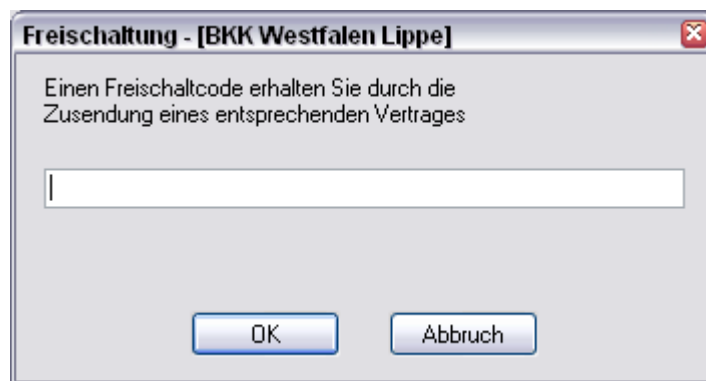 Freischaltung - [BKK Westfalen Lippe]
Einen Freischaltcode erhalten Sie durch die
Zusendung eines entsprechenden Vertrages
OK
Abbruch